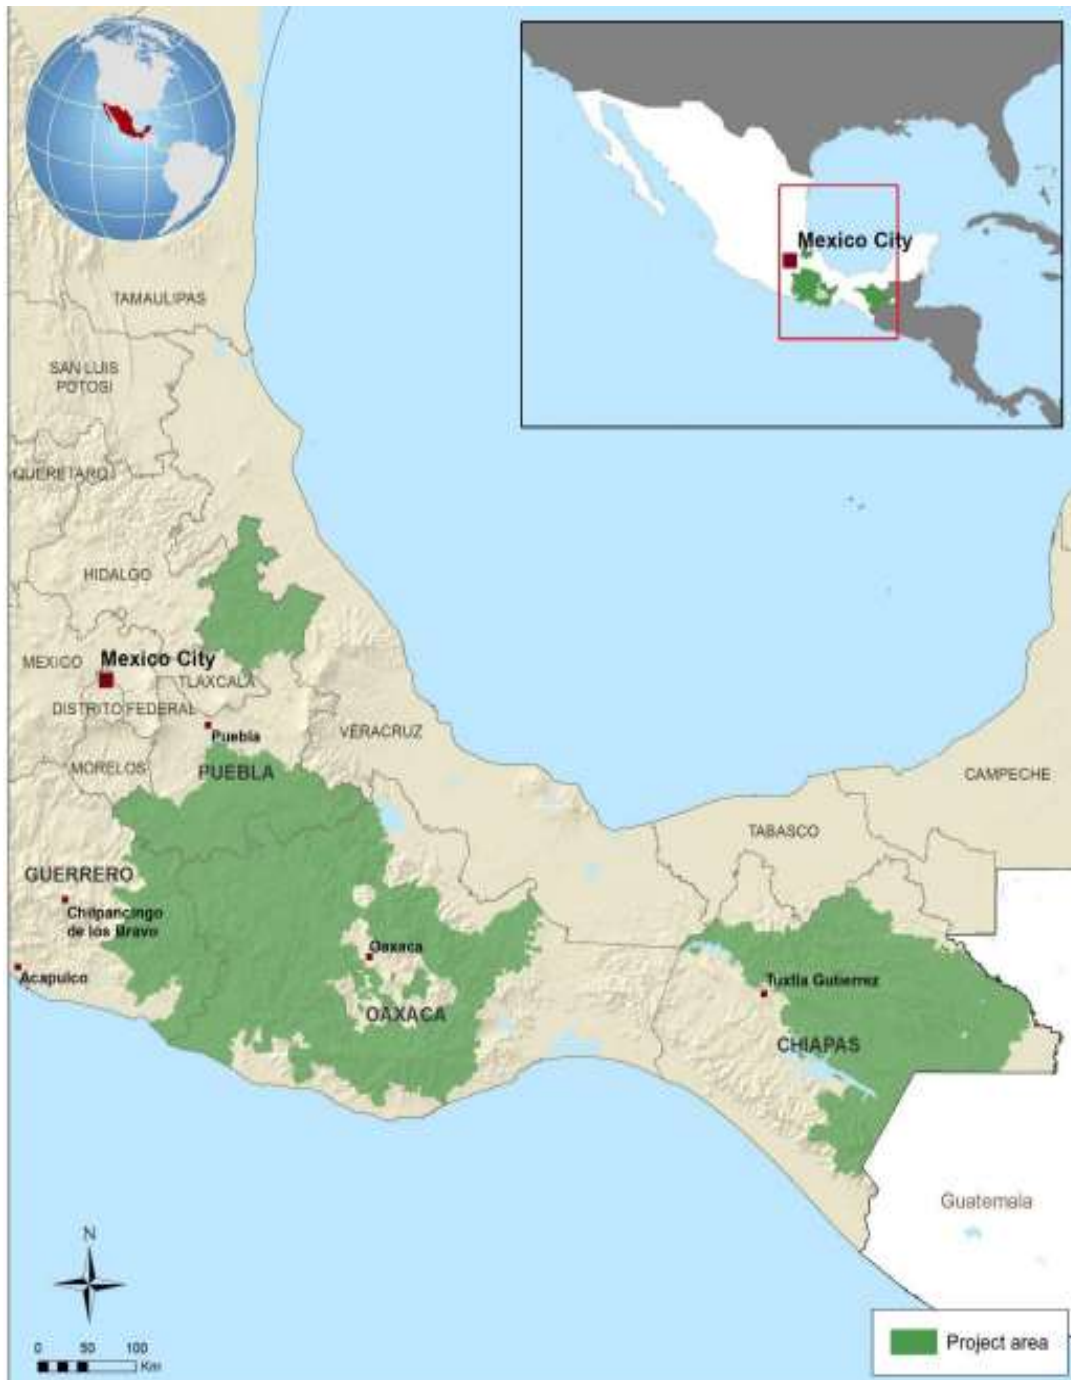 Mexico City
TAMAULIPAS
SAN LUIS
POTOSI
QUERETARO
HIDALGO
MEXICO
Mexico City
TLAXCALA
DISTRITO FEDERAL
Puebla
VERACRUZ
MORELOS
PUEBLA
CAMPECHE
TABASCO
GUERRERO
Chilpancingo
de los Bravo
Oaxaca
Acapulco
Tuxtla Gutierrez
OAXACA
CHIAPAS
Guatemala
N
0 50 100
Km
Project area